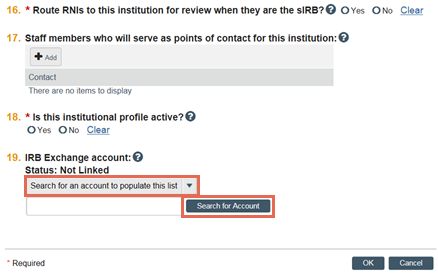 16. * Route RNIs to this institution for review when they are the sIRB? ? Yes No Clear
17. Staff members who will serve as points of contact for this institution: ?
+ Add
Contact
There are no items to display
18. * Is this institutional profile active? ?
Yes No Clear
19. IRB Exchange account: ?
Status: Not Linked
Search for an account to populate this list
Search for Account
* Required OK Cancel